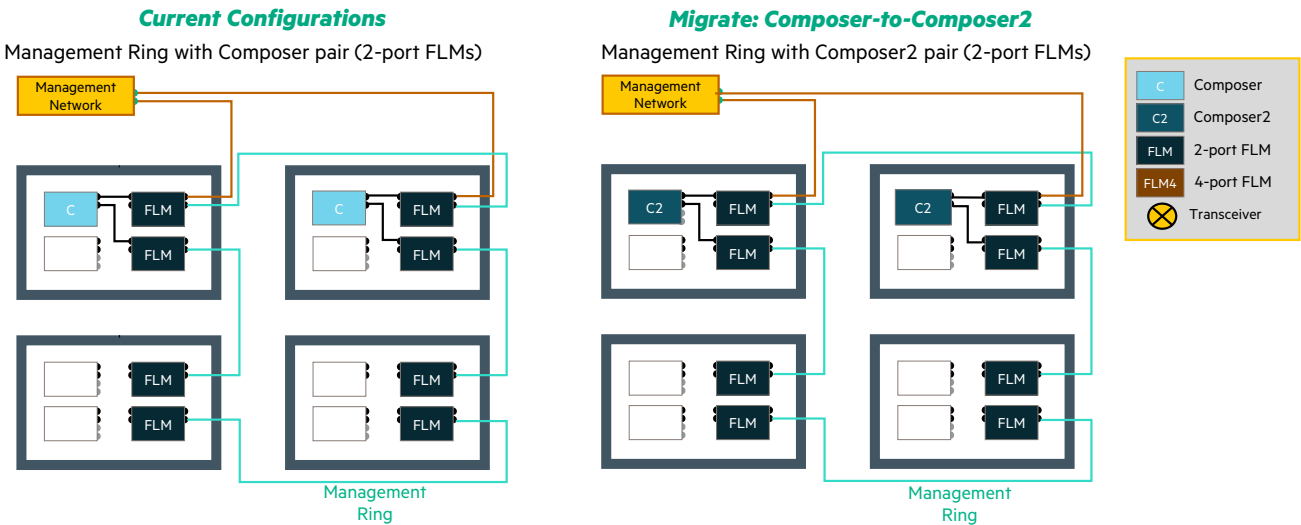 Current Configurations
Management Ring with Composer pair (2-port FLMs)
Management
Network
C
FLM
FLM
C
FLM
FLM
FLM
FLM
FLM
FLM
Management
Ring
Migrate: Composer-to-Composer2
Management Ring with Composer2 pair (2-port FLMs)
Management
Network
C2
FLM
FLM
C2
FLM
FLM
FLM
FLM
FLM
FLM
Management
Ring
C Composer
C2 Composer2
FLM 2-port FLM
FLM4 4-port FLM
Transceiver